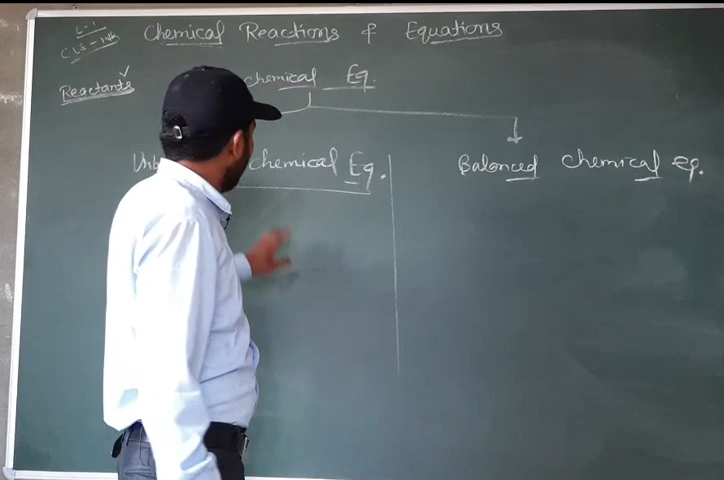 L-1
CLS-10th
Chemical Reactions & Equations
Reactants
chemical Eq.
chemical Eq.
Balanced chemical eq.